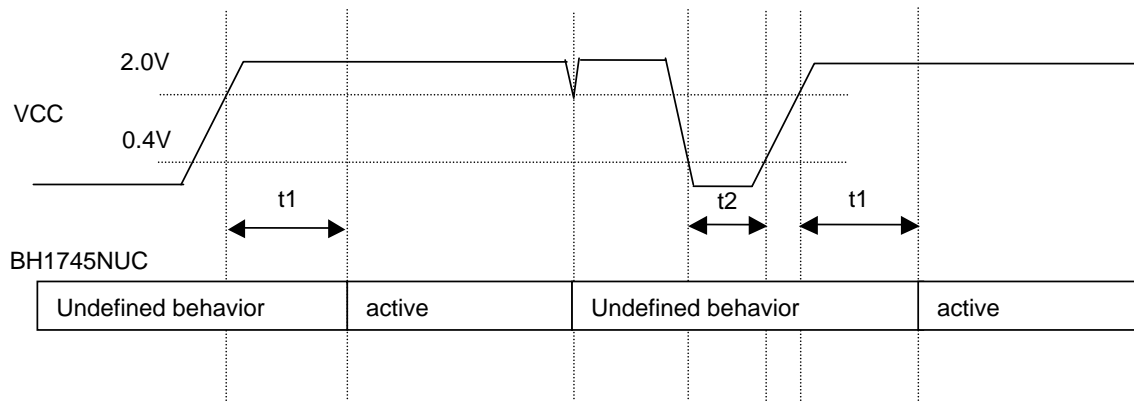 2.0V
VCC
0.4V
t1
t2
t1
BH1745NUC
Undefined behavior
active
Undefined behavior
active